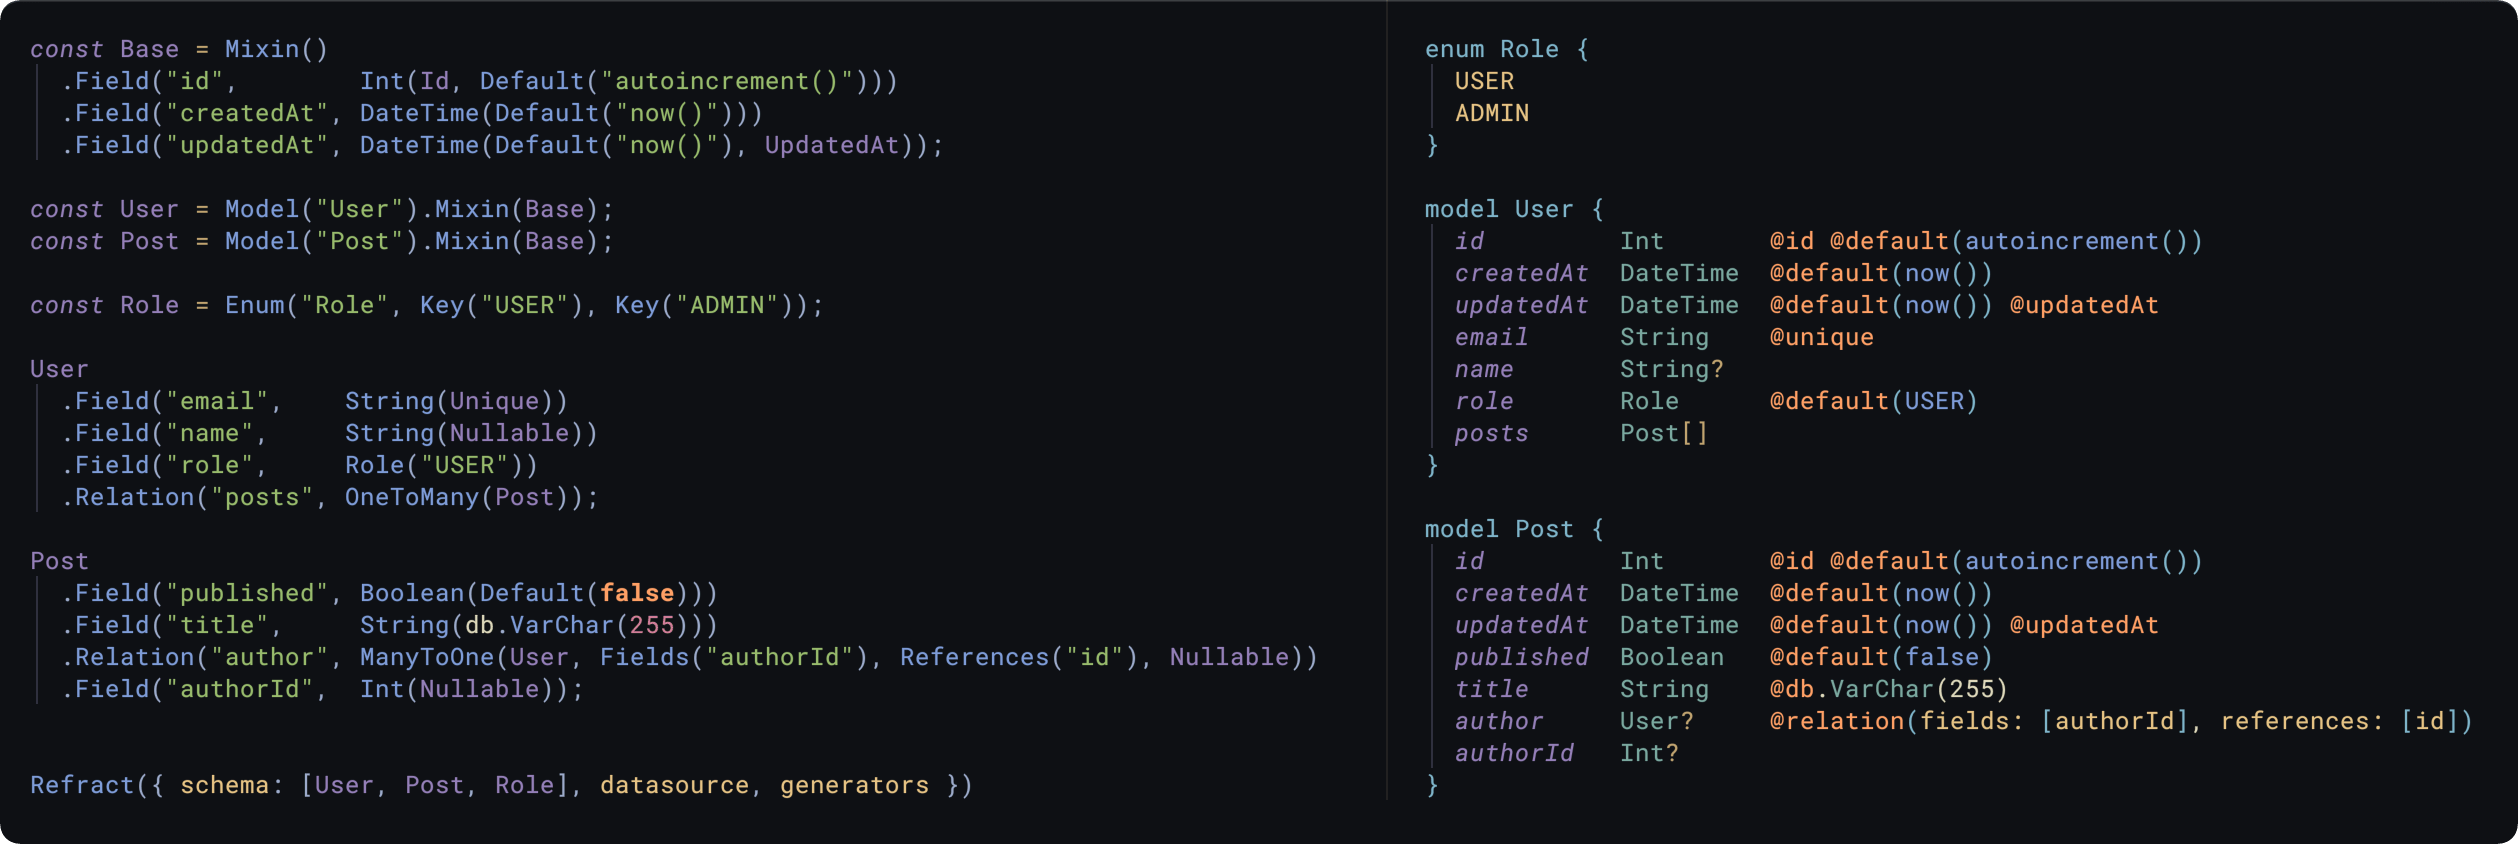 const Base = Mixin()
  .Field("id",        Int(Id, Default("autoincrement()")))
  .Field("createdAt", DateTime(Default("now()")))
  .Field("updatedAt", DateTime(Default("now()"), UpdatedAt));

const User = Model("User").Mixin(Base);
const Post = Model("Post").Mixin(Base);

const Role = Enum("Role", Key("USER"), Key("ADMIN"));

User
  .Field("email",    String(Unique))
  .Field("name",     String(Nullable))
  .Field("role",     Role("USER"))
  .Relation("posts", OneToMany(Post));

Post
  .Field("published", Boolean(Default(false)))
  .Field("title",     String(db.VarChar(255)))
  .Relation("author", ManyToOne(User, Fields("authorId"), References("id"), Nullable))
  .Field("authorId",  Int(Nullable));

Refract({ schema: [User, Post, Role], datasource, generators })

enum Role {
  USER
  ADMIN
}

model User {
  id         Int       @id @default(autoincrement())
  createdAt  DateTime  @default(now())
  updatedAt  DateTime  @default(now()) @updatedAt
  email      String    @unique
  name       String?
  role       Role      @default(USER)
  posts      Post[]
}

model Post {
  id         Int       @id @default(autoincrement())
  createdAt  DateTime  @default(now())
  updatedAt  DateTime  @default(now()) @updatedAt
  published  Boolean   @default(false)
  title      String    @db.VarChar(255)
  author     User?     @relation(fields: [authorId], references: [id])
  authorId   Int?
}